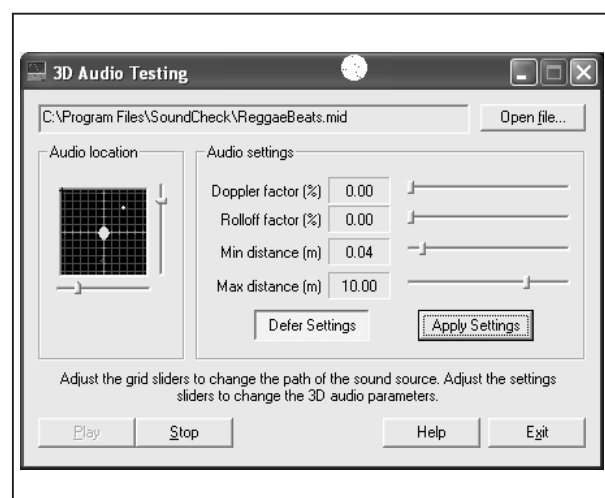 3D Audio Testing
C:\Program Files\SoundCheck\ReggaeBeats.mid
Open file...
Audio location
Audio settings
Doppler factor (%) 0.00
Rolloff factor (%) 0.00
Min distance (m) 0.04
Max distance (m) 10.00
Defer Settings Apply Settings
Adjust the grid sliders to change the path of the sound source. Adjust the settings
sliders to change the 3D audio parameters.
Play Stop Help Exit